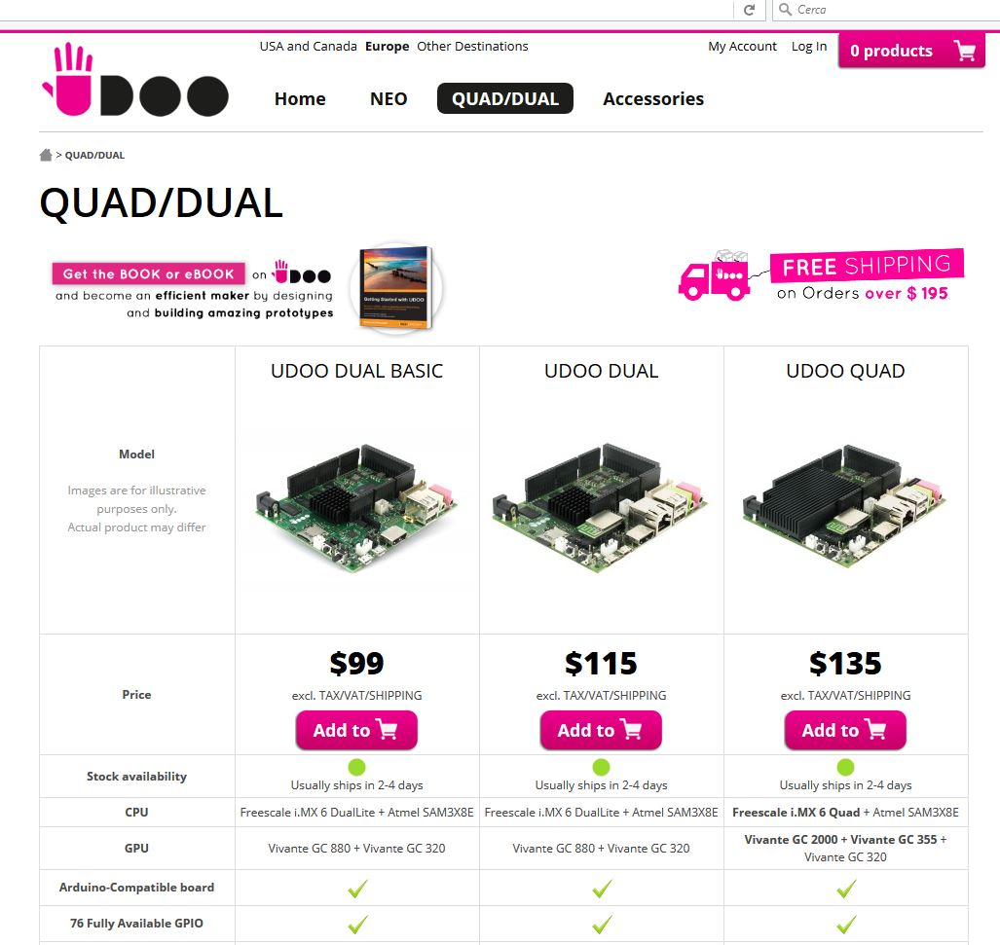 Cerca
USA and Canada Europe Other Destinations
My Account Log In
0 products
UDOO
Home NEO QUAD/DUAL Accessories
> QUAD/DUAL
QUAD/DUAL
Get the BOOK or eBOOK on UDOO
and become an efficient maker by designing
and building amazing prototypes
Getting Started with UDOO
UDOO
FREE SHIPPING
on Orders over $ 195
Model
Images are for illustrative
purposes only.
Actual product may differ
UDOO DUAL BASIC
UDOO DUAL
UDOO QUAD
Price
$99
excl. TAX/VAT/SHIPPING
Add to
$115
excl. TAX/VAT/SHIPPING
Add to
$135
excl. TAX/VAT/SHIPPING
Add to
Stock availability
Usually ships in 2-4 days
Usually ships in 2-4 days
Usually ships in 2-4 days
CPU
Freescale i.MX 6 DualLite + Atmel SAM3X8E
Freescale i.MX 6 DualLite + Atmel SAM3X8E
Freescale i.MX 6 Quad + Atmel SAM3X8E
GPU
Vivante GC 880 + Vivante GC 320
Vivante GC 880 + Vivante GC 320
Vivante GC 2000 + Vivante GC 355 +
Vivante GC 320
Arduino-Compatible board
76 Fully Available GPIO